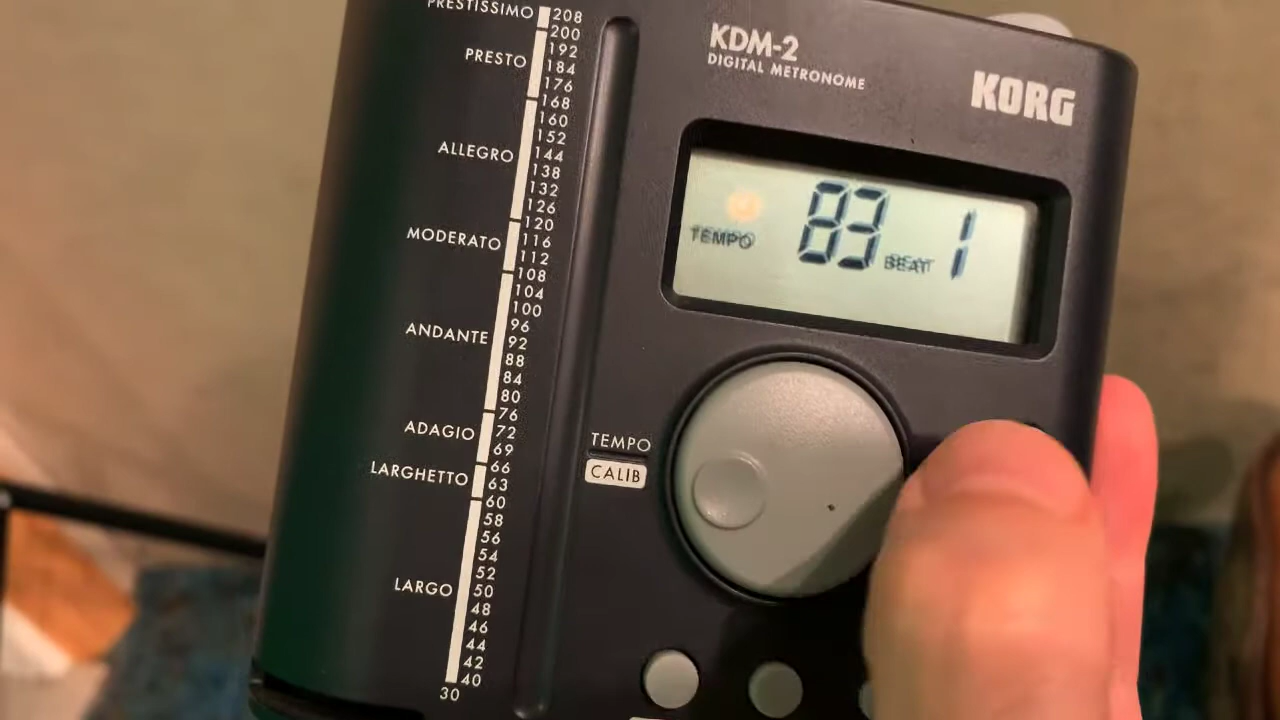 PRESTISSIMO 208
200
PRESTO 192
184
176
168
160
152
ALLEGRO 144
138
132
126
120
MODERATO 116
112
108
104
100
96
ANDANTE 92
88
84
80
76
ADAGIO 72
69
66
LARGHETTO 63
60
58
56
54
52
LARGO 50
48
46
44
42
40
30
KDM-2
DIGITAL METRONOME
KORG
TEMPO 83 BEAT 1
TEMPO
CALIB